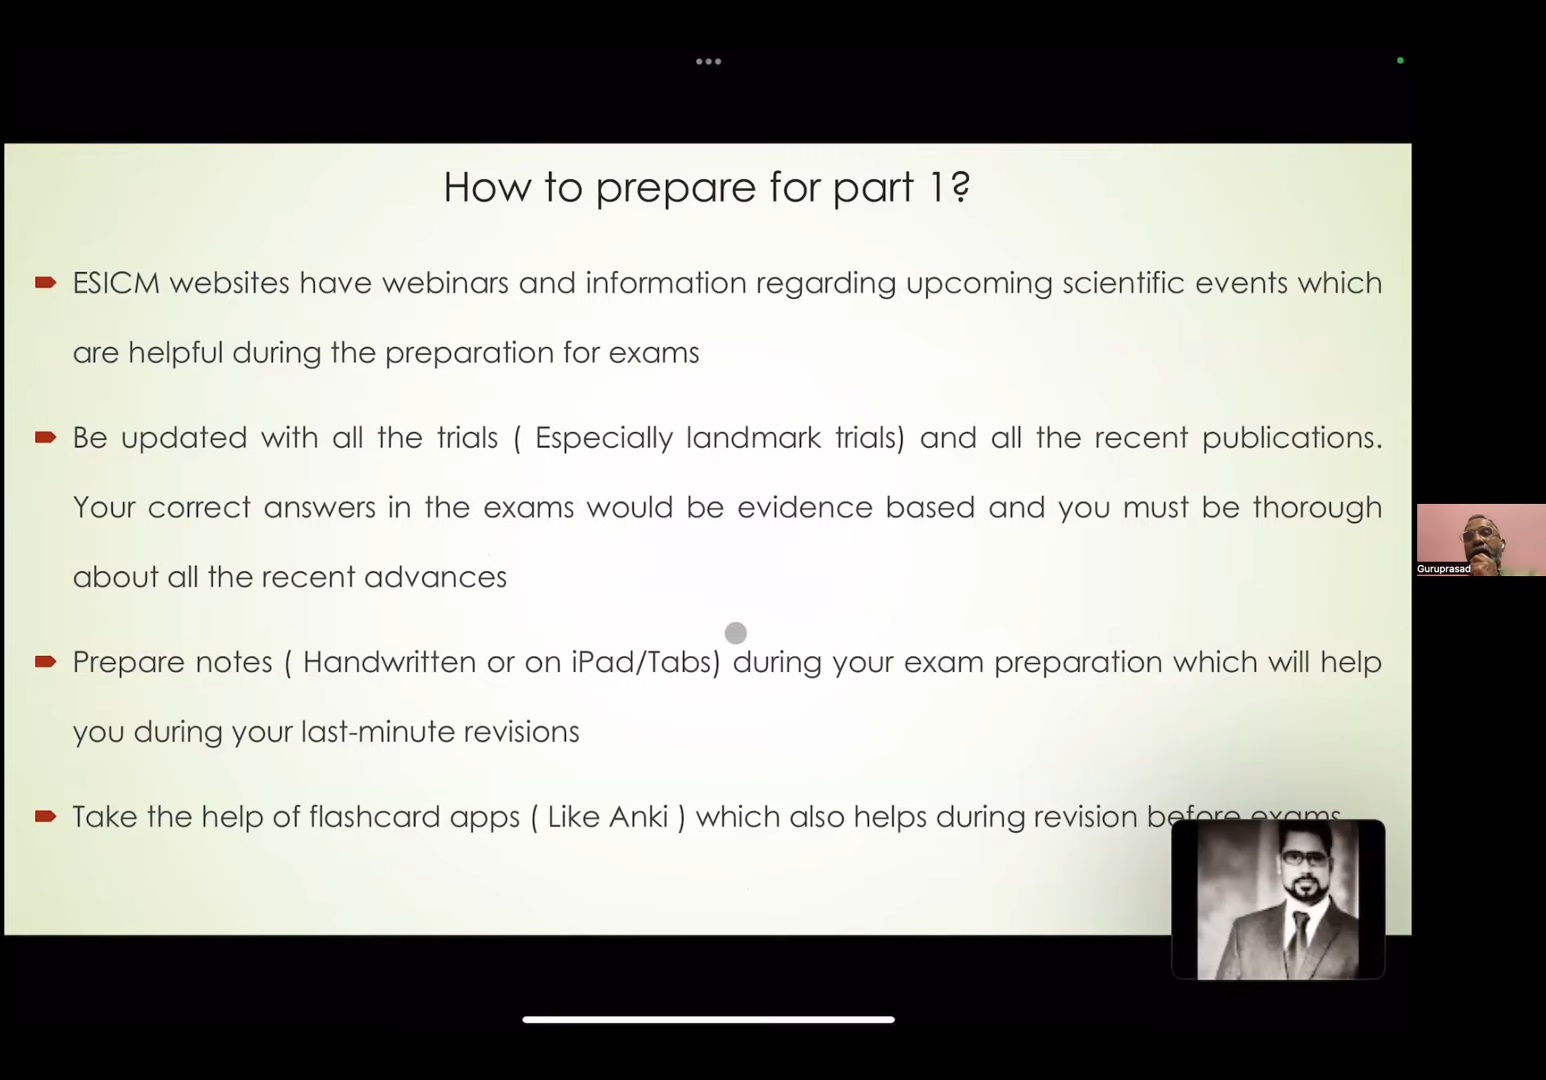 How to prepare for part 1?
ESICM websites have webinars and information regarding upcoming scientific events which
are helpful during the preparation for exams
Be updated with all the trials ( Especially landmark trials) and all the recent publications.
Your correct answers in the exams would be evidence based and you must be thorough
about all the recent advances
Guruprasad
Prepare notes ( Handwritten or on iPad/Tabs) during your exam preparation which will help
you during your last-minute revisions
Take the help of flashcard apps ( Like Anki ) which also helps during revision before exams